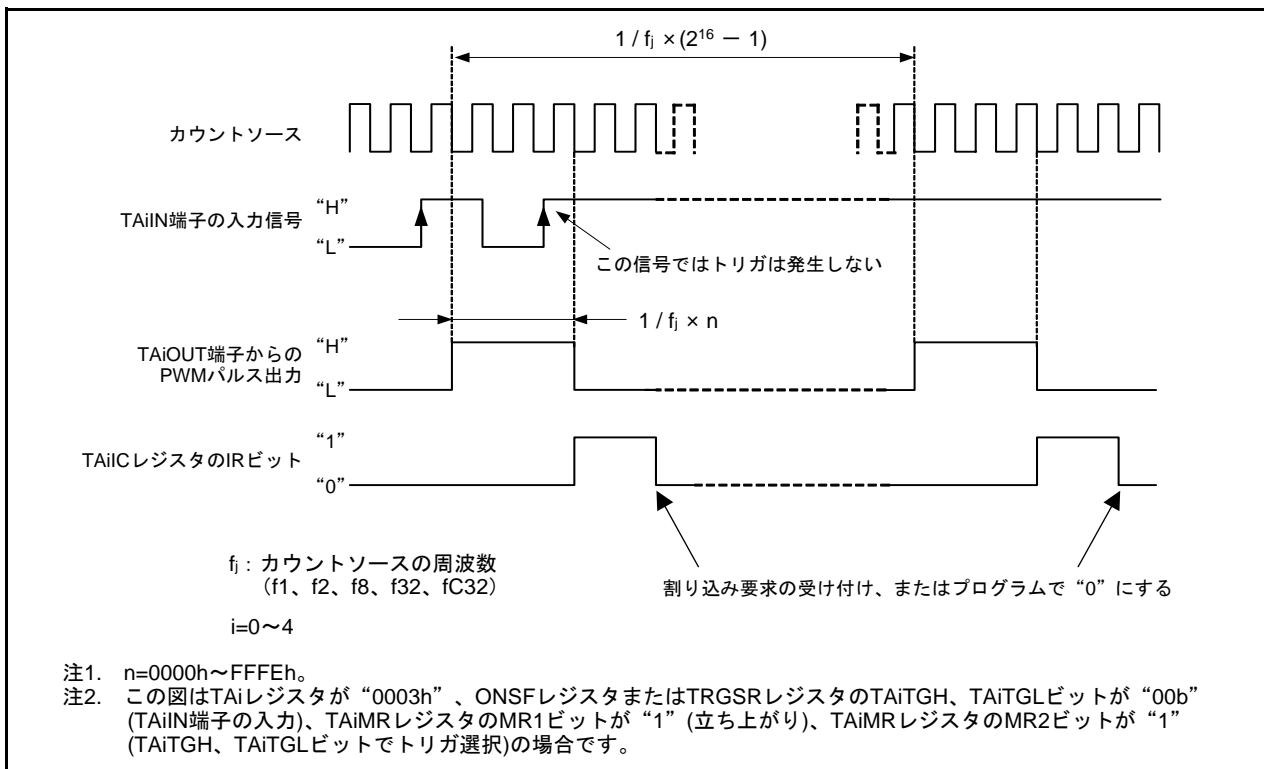 1 / fj ×(2^16 － 1)
カウントソース
TAiIN端子の入力信号
“H”
“L”
この信号ではトリガは発生しない
1 / fj × n
TAiOUT端子からの
PWMパルス出力
“H”
“L”
TAiICレジスタのIRビット
“1”
“0”
fj : カウントソースの周波数
（f1、f2、f8、f32、fC32）
割り込み要求の受け付け、またはプログラムで“0”にする
i=0～4
注1. n=0000h～FFFEh。
注2. この図はTAiレジスタが“0003h”、ONSFレジスタまたはTRGSRレジスタのTAiTGH、TAiTGLビットが“00b”
(TAiIN端子の入力)、TAiMRレジスタのMR1ビットが“1”(立ち上がり)、TAiMRレジスタのMR2ビットが“1”
(TAiTGH、TAiTGLビットでトリガ選択)の場合です。